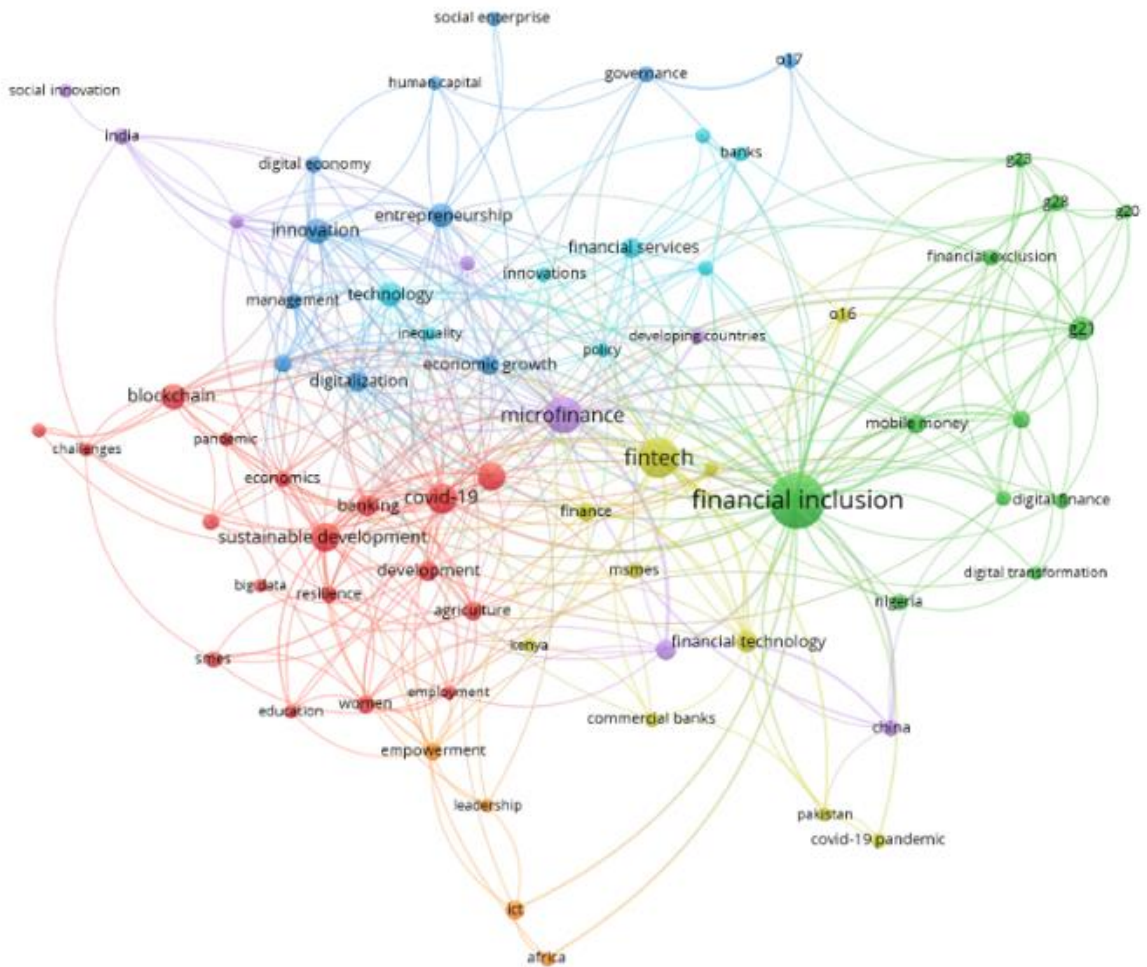 social enterprise
o17
governance
human capital
social innovation
india
banks
g23
digital economy
g28
g20
entrepreneurship
innovation
financial services
financial exclusion
innovations
technology
management
o16
g21
inequality
developing countries
policy
economic growth
digitalization
blockchain
microfinance
mobile money
pandemic
challenges
fintech
economics
covid-19
financial inclusion
digital finance
banking
finance
sustainable development
development
msmes
digital transformation
big data
resilience
nigeria
agriculture
kenya
financial technology
smes
employment
women
education
commercial banks
china
empowerment
leadership
pakistan
covid-19 pandemic
ict
africa